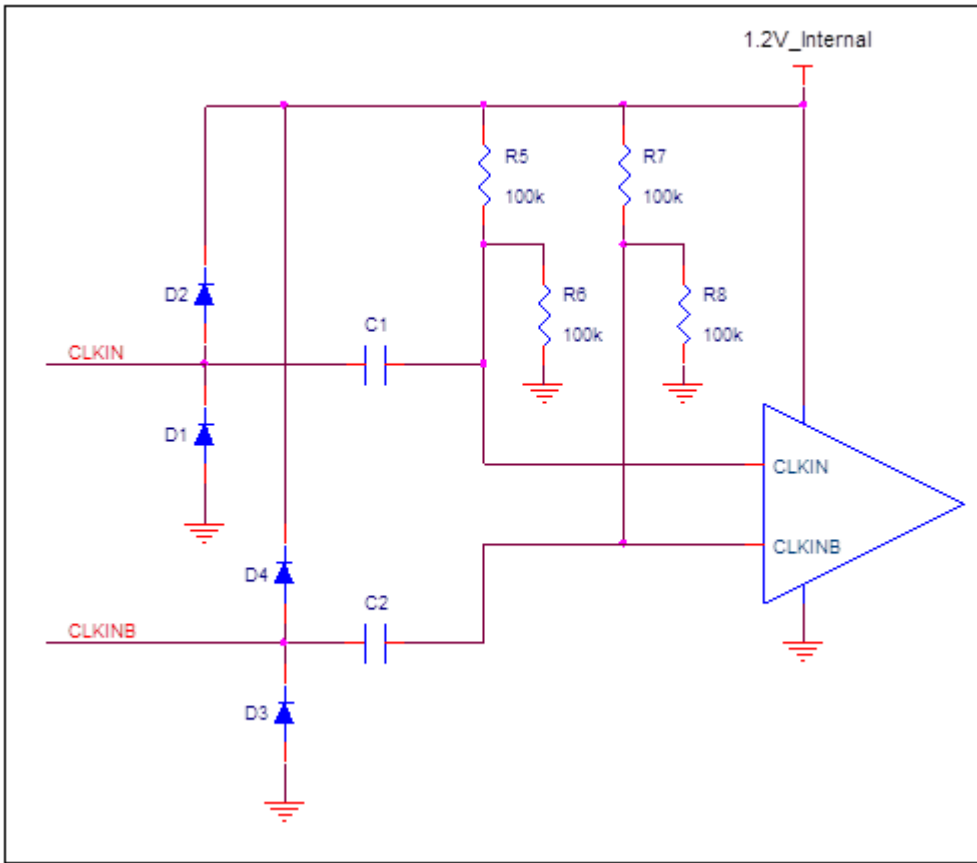 1.2V_Internal
R5
100k
R7
100k
D2
R6
100k
R8
100k
C1
CLKIN
D1
CLKIN
CLKINB
D4
C2
CLKINB
D3